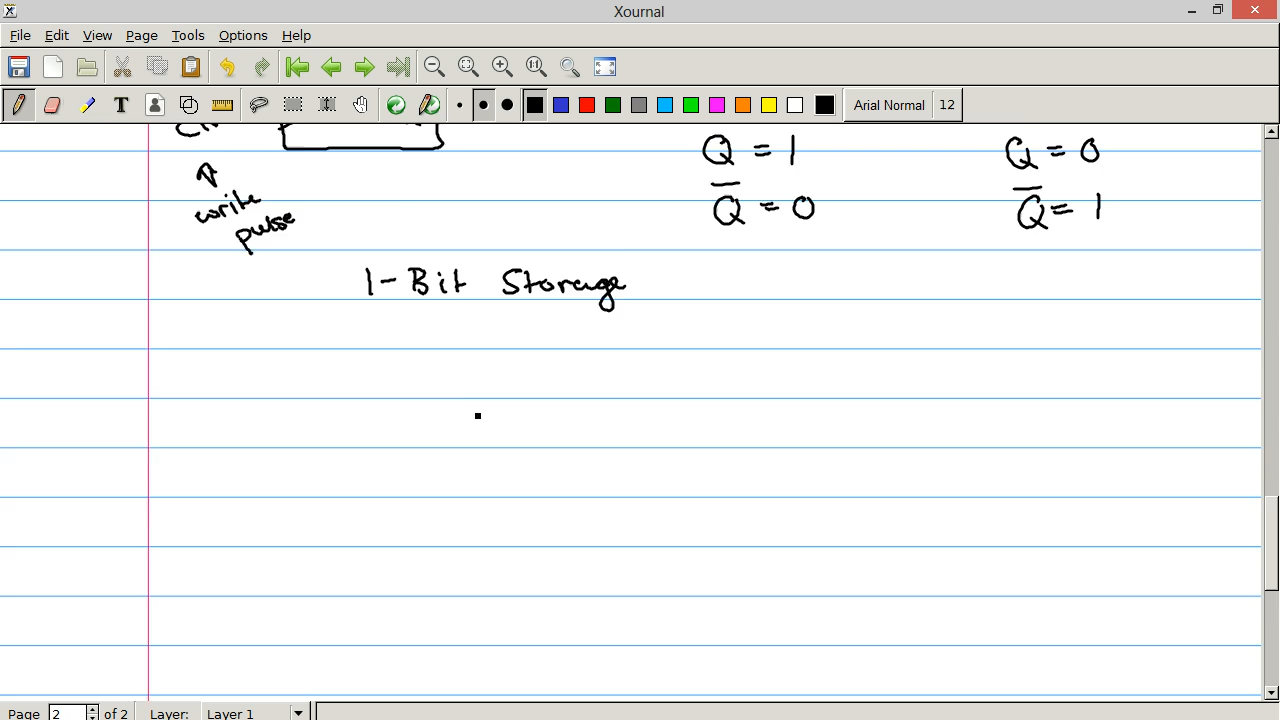 Xournal
File Edit View Page Tools Options Help
Arial Normal 12
Q = 1 Q = 0
write Q̅ = 0 Q̅ = 1
pulse
1-Bit Storage
Page 2 of 2 Layer: Layer 1